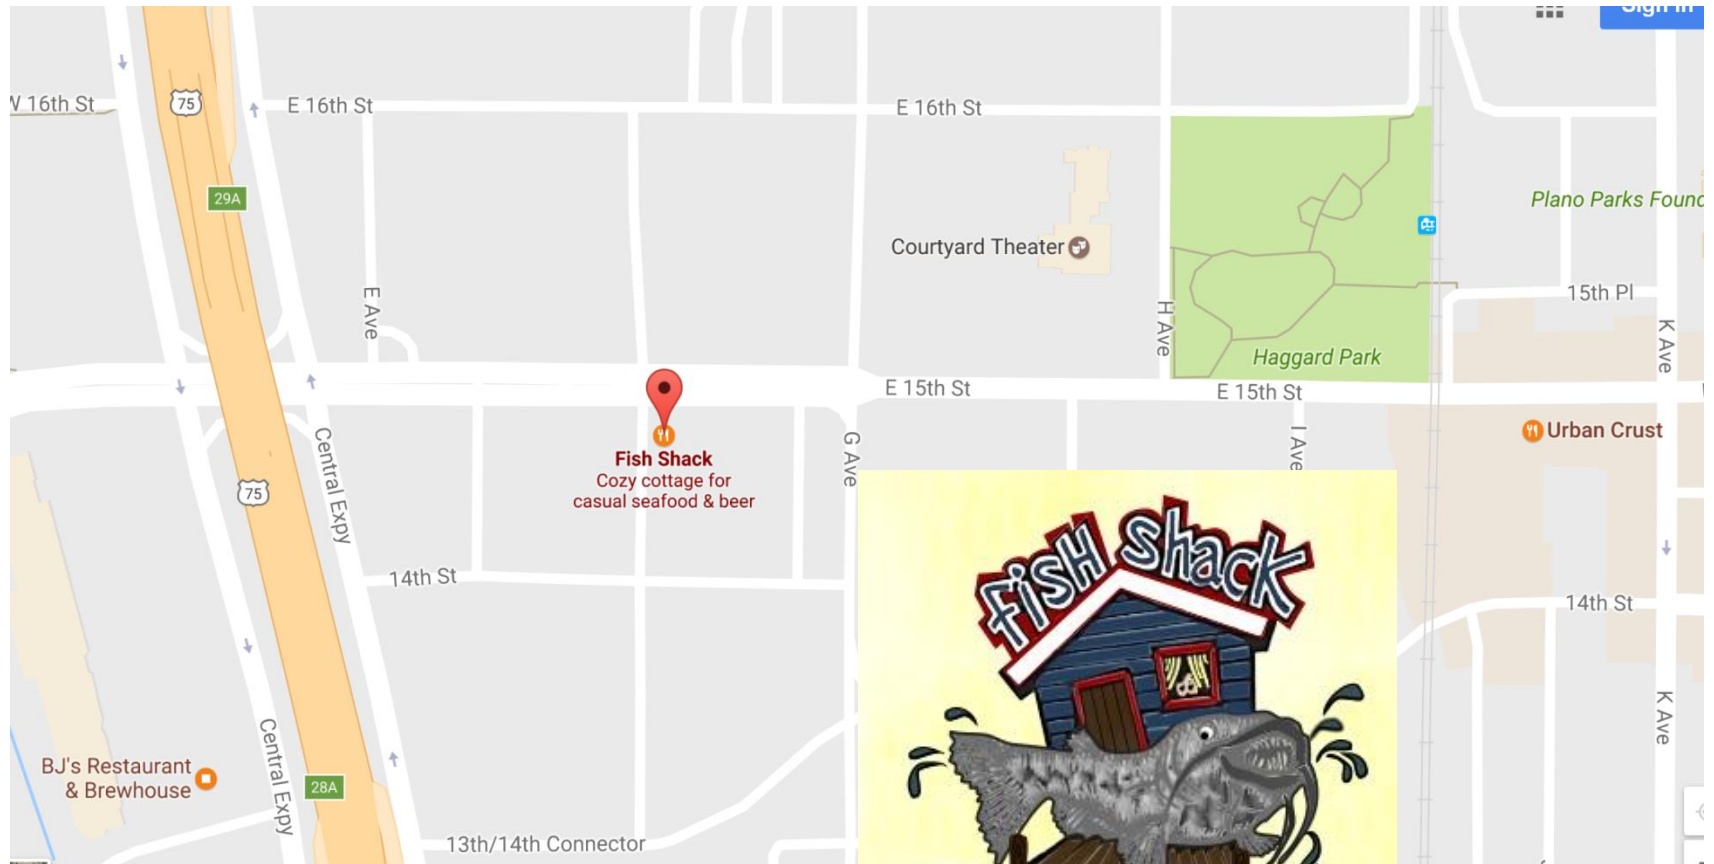 Sign in
W 16th St
75
E 16th St
E 16th St
29A
Plano Parks Found
Courtyard Theater
E Ave
H Ave
15th Pl
K Ave
Haggard Park
E 15th St
E 15th St
Urban Crust
I Ave
G Ave
Central Expy
Fish Shack
Cozy cottage for
casual seafood & beer
75
fish shack
14th St
14th St
K Ave
Central Expy
BJ's Restaurant
& Brewhouse
28A
13th/14th Connector